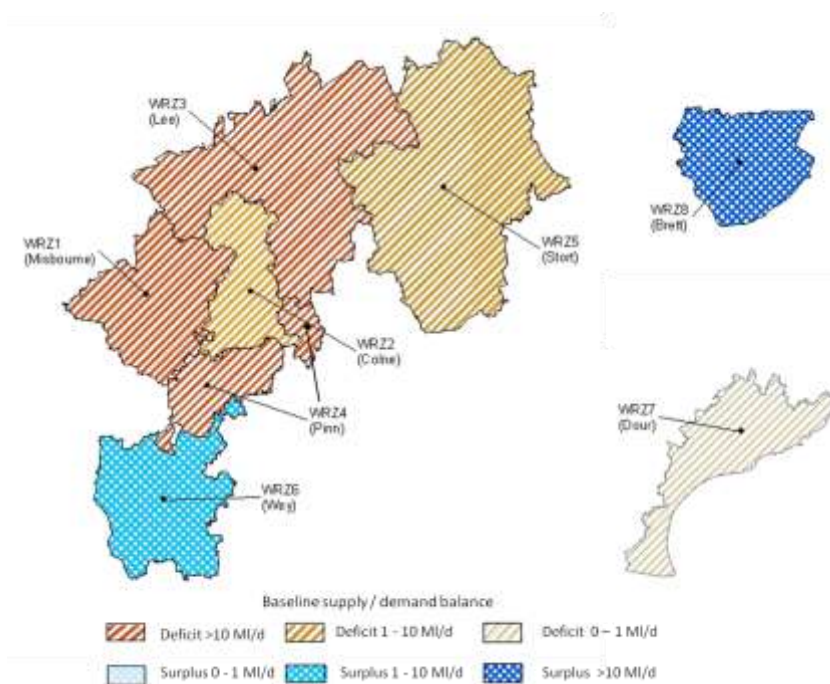 WRZ3
(Lee)
WRZ8
(Brett)
WRZ1
(Misbourne)
WRZ5
(Stort)
WRZ2
(Colne)
WRZ4
(Pinn)
WRZ7
(Dour)
WRZ6
(Wey)
Baseline supply / demand balance
Deficit >10 Ml/d
Deficit 1 - 10 Ml/d
Deficit 0 – 1 Ml/d
Surplus 0 - 1 Ml/d
Surplus 1 - 10 Ml/d
Surplus >10 Ml/d